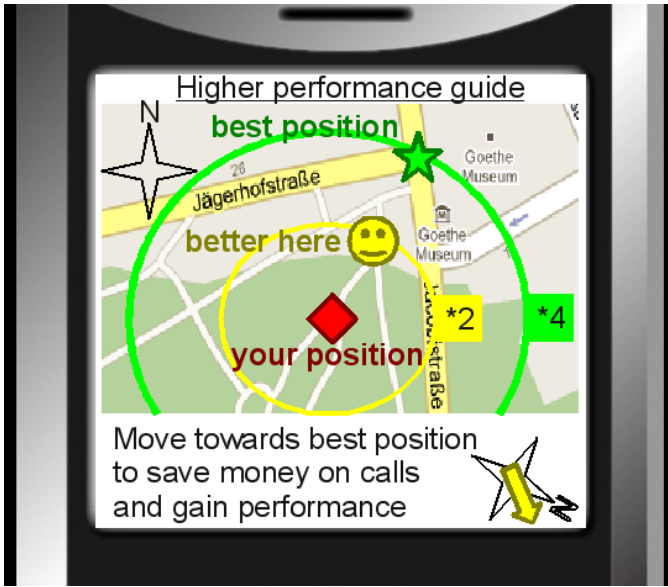 Higher performance guide
N
best position
26
Goethe
Museum
Jägerhofstraße
better here
Goethe
Museum
*2
*4
your position
Move towards best position
to save money on calls
and gain performance
N